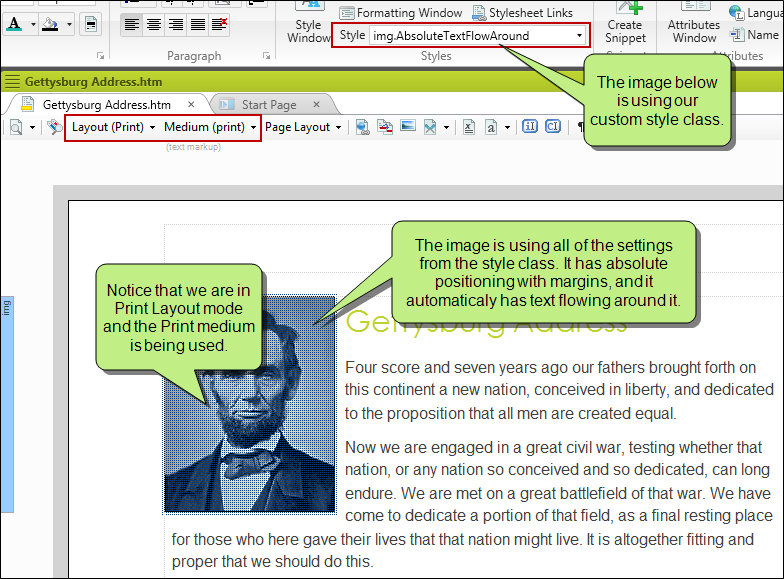 Formatting Window
Stylesheet Links
Style
Window
Style
img.AbsoluteTextFlowAround
Create
Snippet
Attributes
Window
Name
Paragraph
Styles
Attributes
Gettysburg Address.htm
Gettysburg Address.htm
Start Page
Layout (Print)
Medium (print)
Page Layout
(text markup)
The image below
is using our
custom style class.
The image is using all of the settings
from the style class. It has absolute
positioning with margins, and it
automaticaly has text flowing around it.
Notice that we are in
Print Layout mode
and the Print medium
is being used.
img
Gettysburg Address
Four score and seven years ago our fathers brought forth on
this continent a new nation, conceived in liberty, and dedicated
to the proposition that all men are created equal.
Now we are engaged in a great civil war, testing whether that
nation, or any nation so conceived and so dedicated, can long
endure. We are met on a great battlefield of that war. We have
come to dedicate a portion of that field, as a final resting place
for those who here gave their lives that that nation might live. It is altogether fitting and
proper that we should do this.